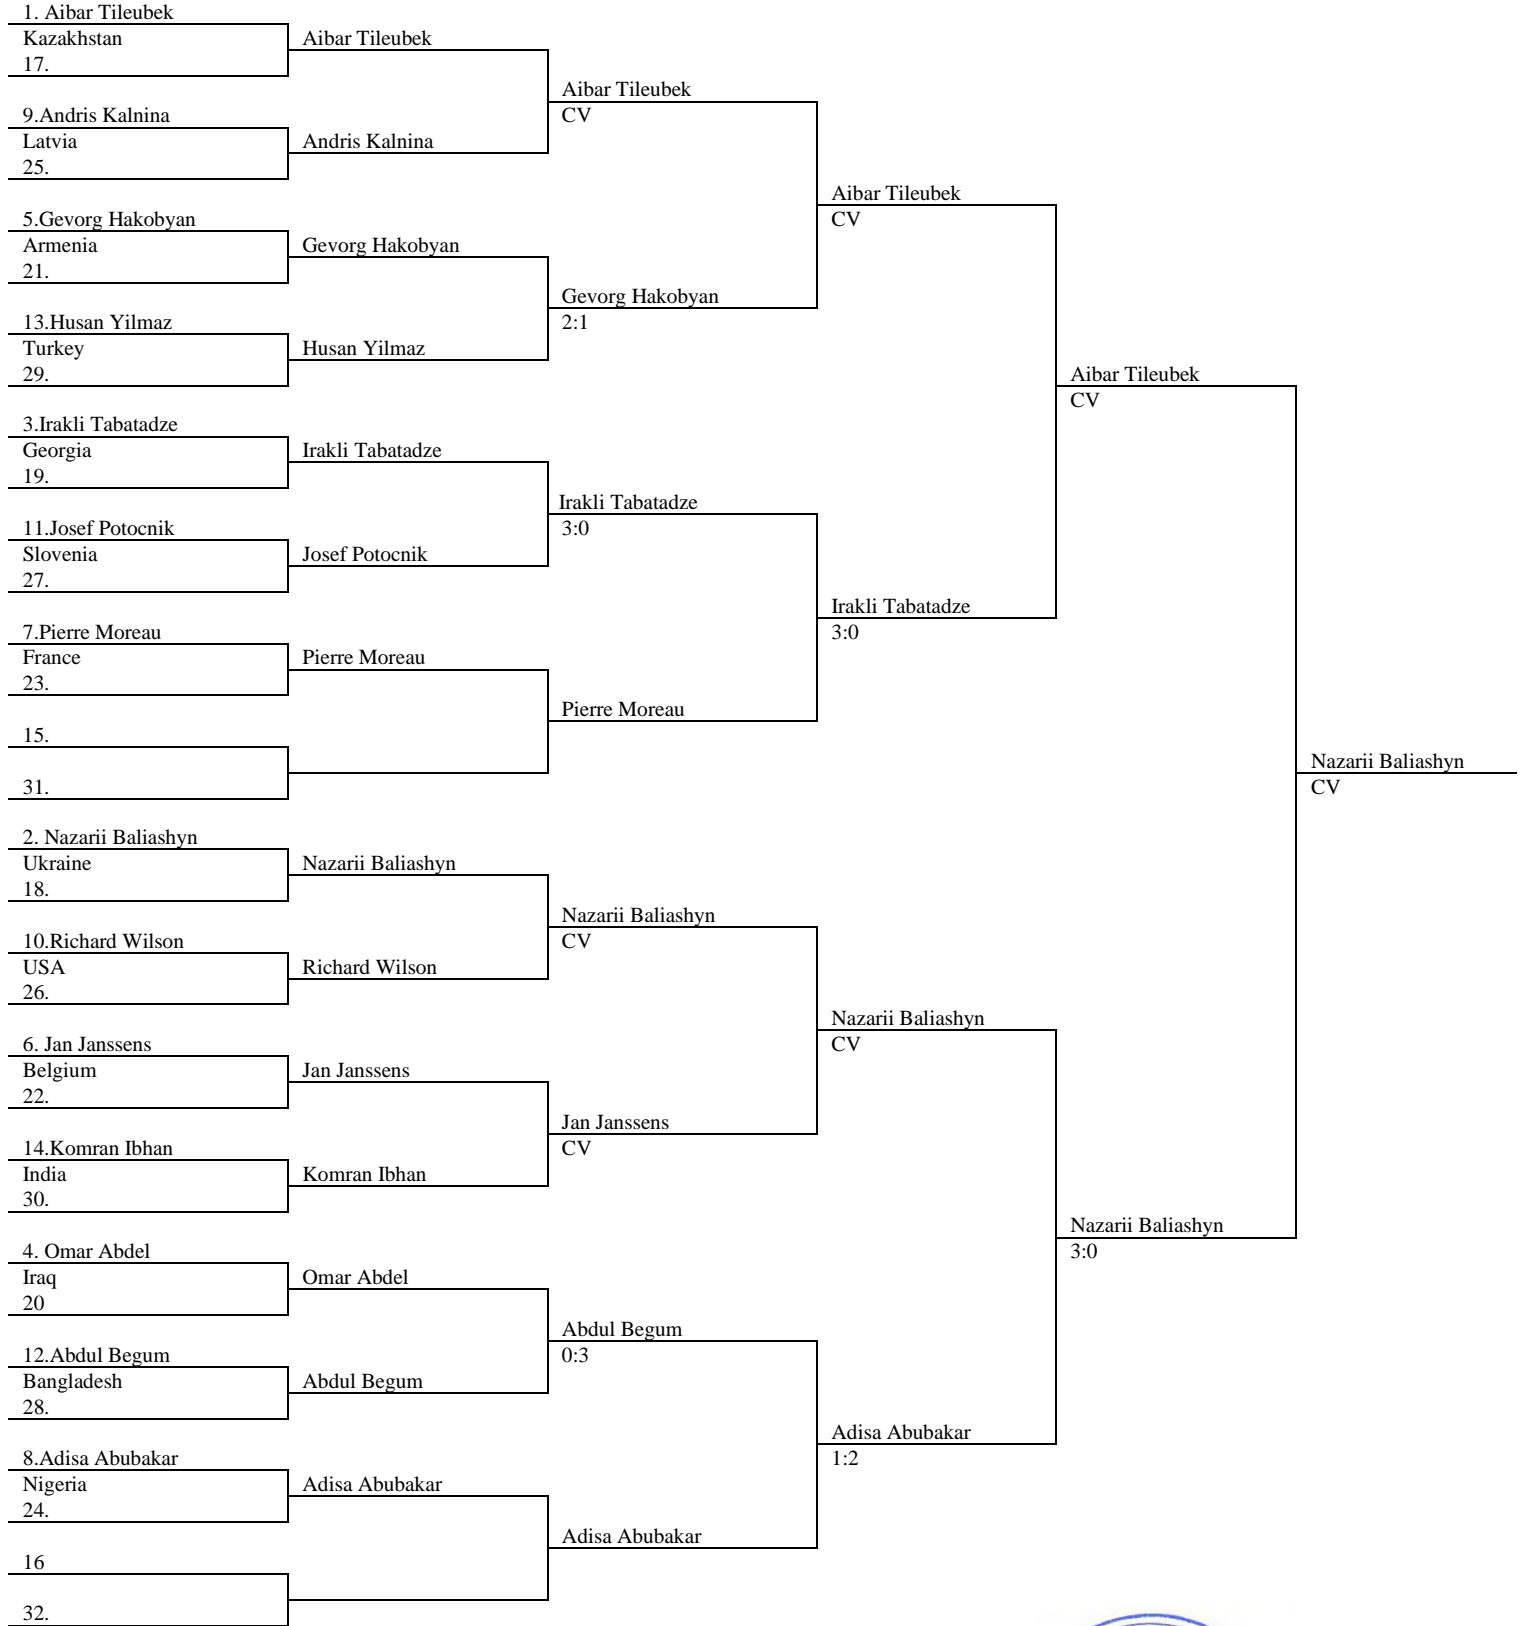 1. Aibar Tileubek
Kazakhstan
17.
9.Andris Kalnina
Latvia
25.
5.Gevorg Hakobyan
Armenia
21.
13.Husan Yilmaz
Turkey
29.
3.Irakli Tabatadze
Georgia
19.
11.Josef Potocnik
Slovenia
27.
7.Pierre Moreau
France
23.
15.
31.
2. Nazarii Baliashyn
Ukraine
18.
10.Richard Wilson
USA
26.
6. Jan Janssens
Belgium
22.
14.Komran Ibhan
India
30.
4. Omar Abdel
Iraq
20
12.Abdul Begum
Bangladesh
28.
8.Adisa Abubakar
Nigeria
24.
16
32.
Aibar Tileubek
Andris Kalnina
Gevorg Hakobyan
Husan Yilmaz
Irakli Tabatadze
Josef Potocnik
Pierre Moreau
Nazarii Baliashyn
Richard Wilson
Jan Janssens
Komran Ibhan
Omar Abdel
Abdul Begum
Adisa Abubakar
Aibar Tileubek
CV
Gevorg Hakobyan
2:1
Irakli Tabatadze
3:0
Pierre Moreau
Nazarii Baliashyn
CV
Jan Janssens
CV
Abdul Begum
0:3
Adisa Abubakar
Aibar Tileubek
CV
Irakli Tabatadze
3:0
Nazarii Baliashyn
CV
Adisa Abubakar
1:2
Aibar Tileubek
CV
Nazarii Baliashyn
3:0
Nazarii Baliashyn
CV